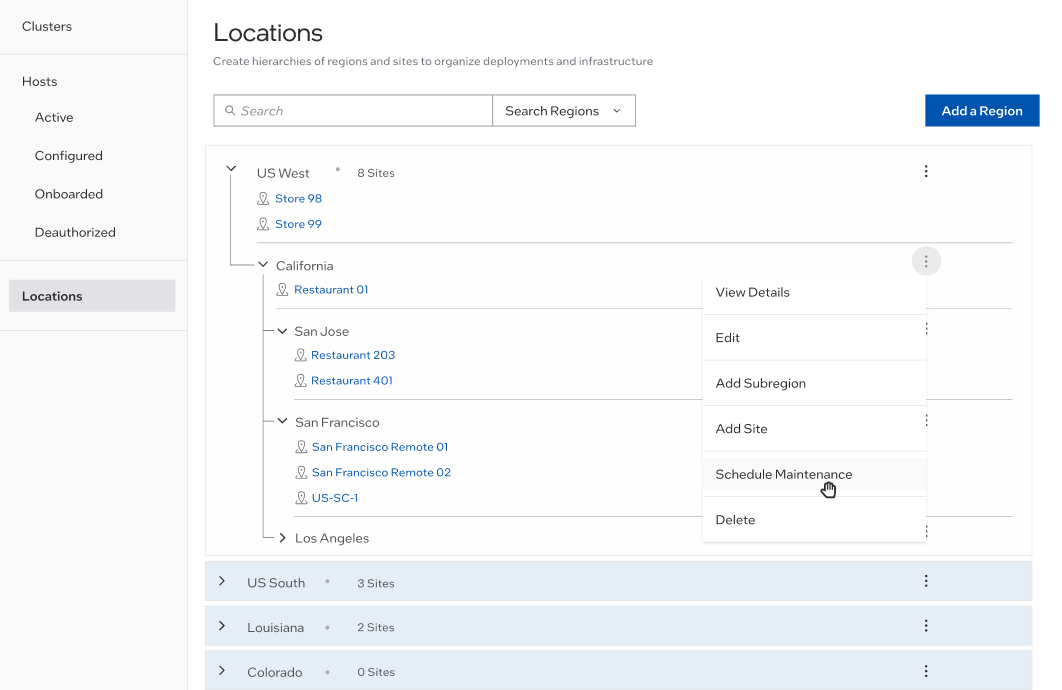 Clusters
Hosts
Active
Configured
Onboarded
Deauthorized
Locations
Locations
Create hierarchies of regions and sites to organize deployments and infrastructure
Search
Search Regions
Add a Region
US West • 8 Sites
Store 98
Store 99
California
Restaurant 01
San Jose
Restaurant 203
Restaurant 401
San Francisco
San Francisco Remote 01
San Francisco Remote 02
US-SC-1
Los Angeles
View Details
Edit
Add Subregion
Add Site
Schedule Maintenance
Delete
US South • 3 Sites
Louisiana • 2 Sites
Colorado • 0 Sites